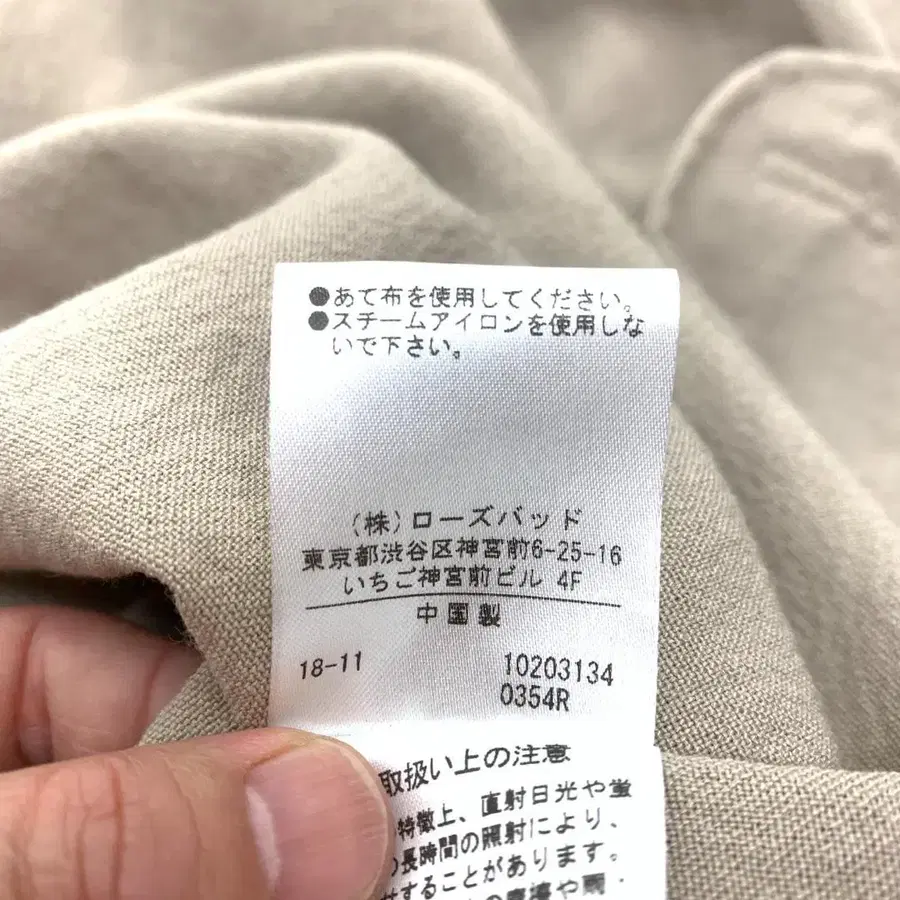 ●あて布を使用してください。
●スチームアイロンを使用しな
いで下さい。
(株)ローズバッド
東京都渋谷区神宮前6-25-16
いちご神宮前ビル 4F
中国製
18-11 10203134
0354R
取扱い上の注意
特徴上、直射日光や蛍
の長時間の照射により、
することがあります。
や雨・